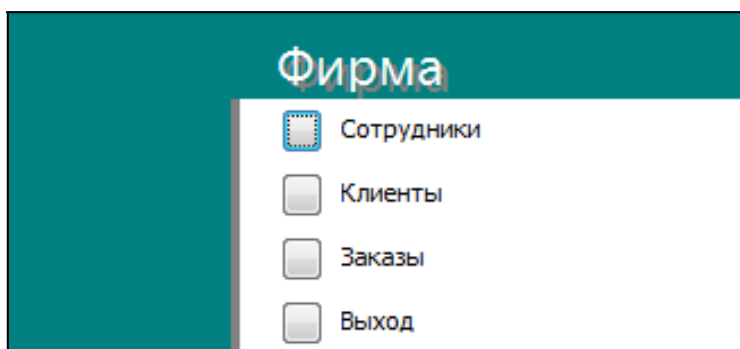 Фирма
Сотрудники
Клиенты
Заказы
Выход